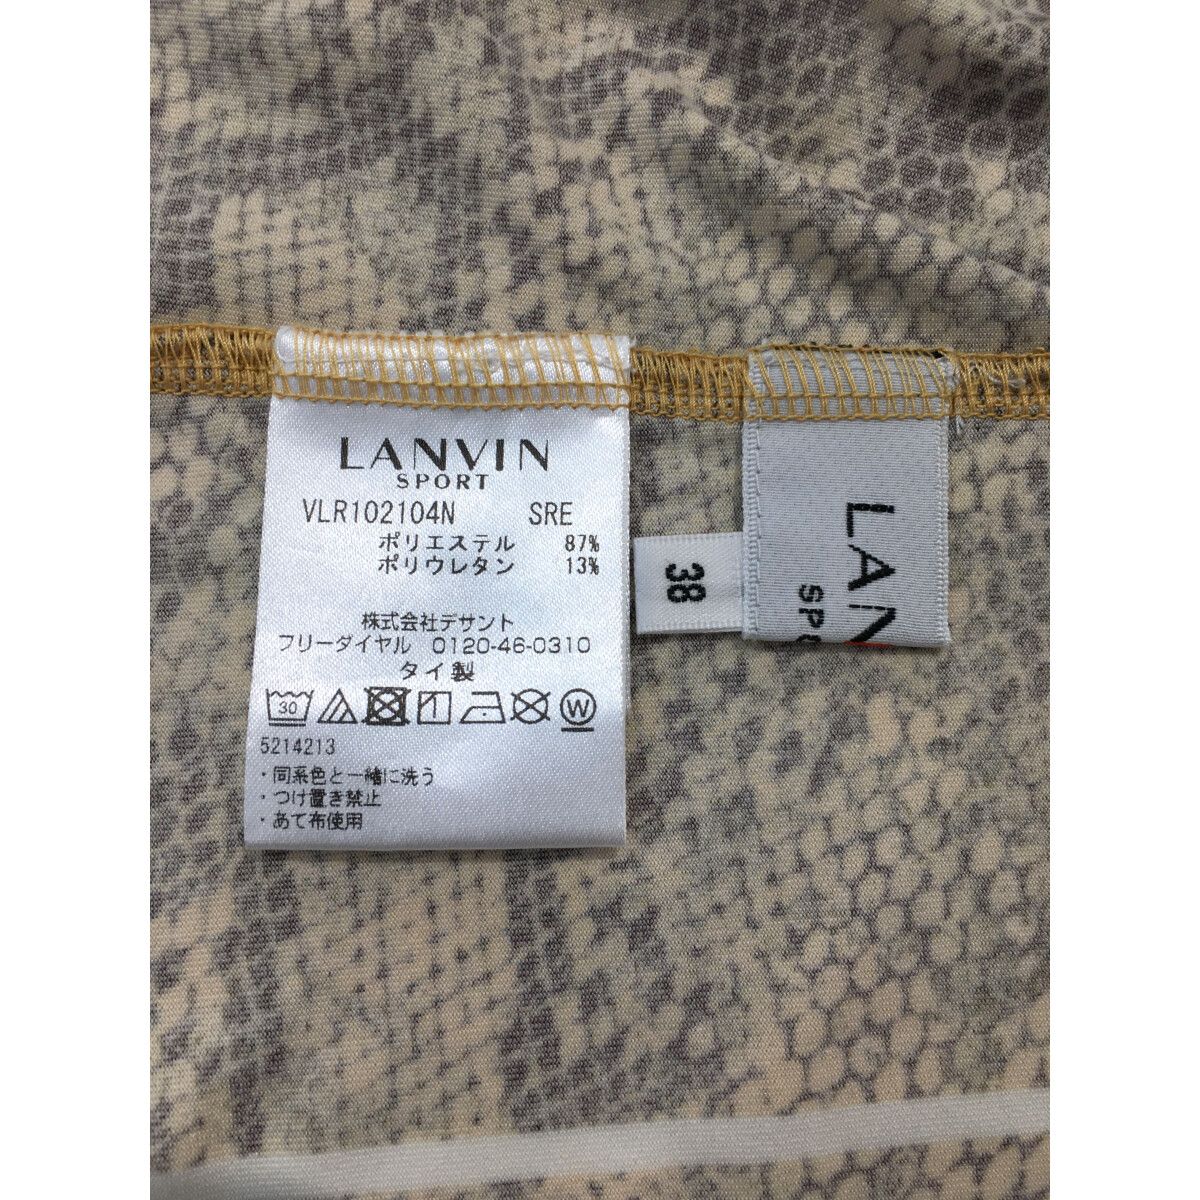 LANVIN
SPORT
VLR102104N SRE
ポリエステル 87%
ポリウレタン 13%
株式会社デサント
フリーダイヤル 0120-46-0310
タイ製
30
W
5214213
・同系色と一緒に洗う
・つけ置き禁止
・あて布使用
38
LAN
SPO